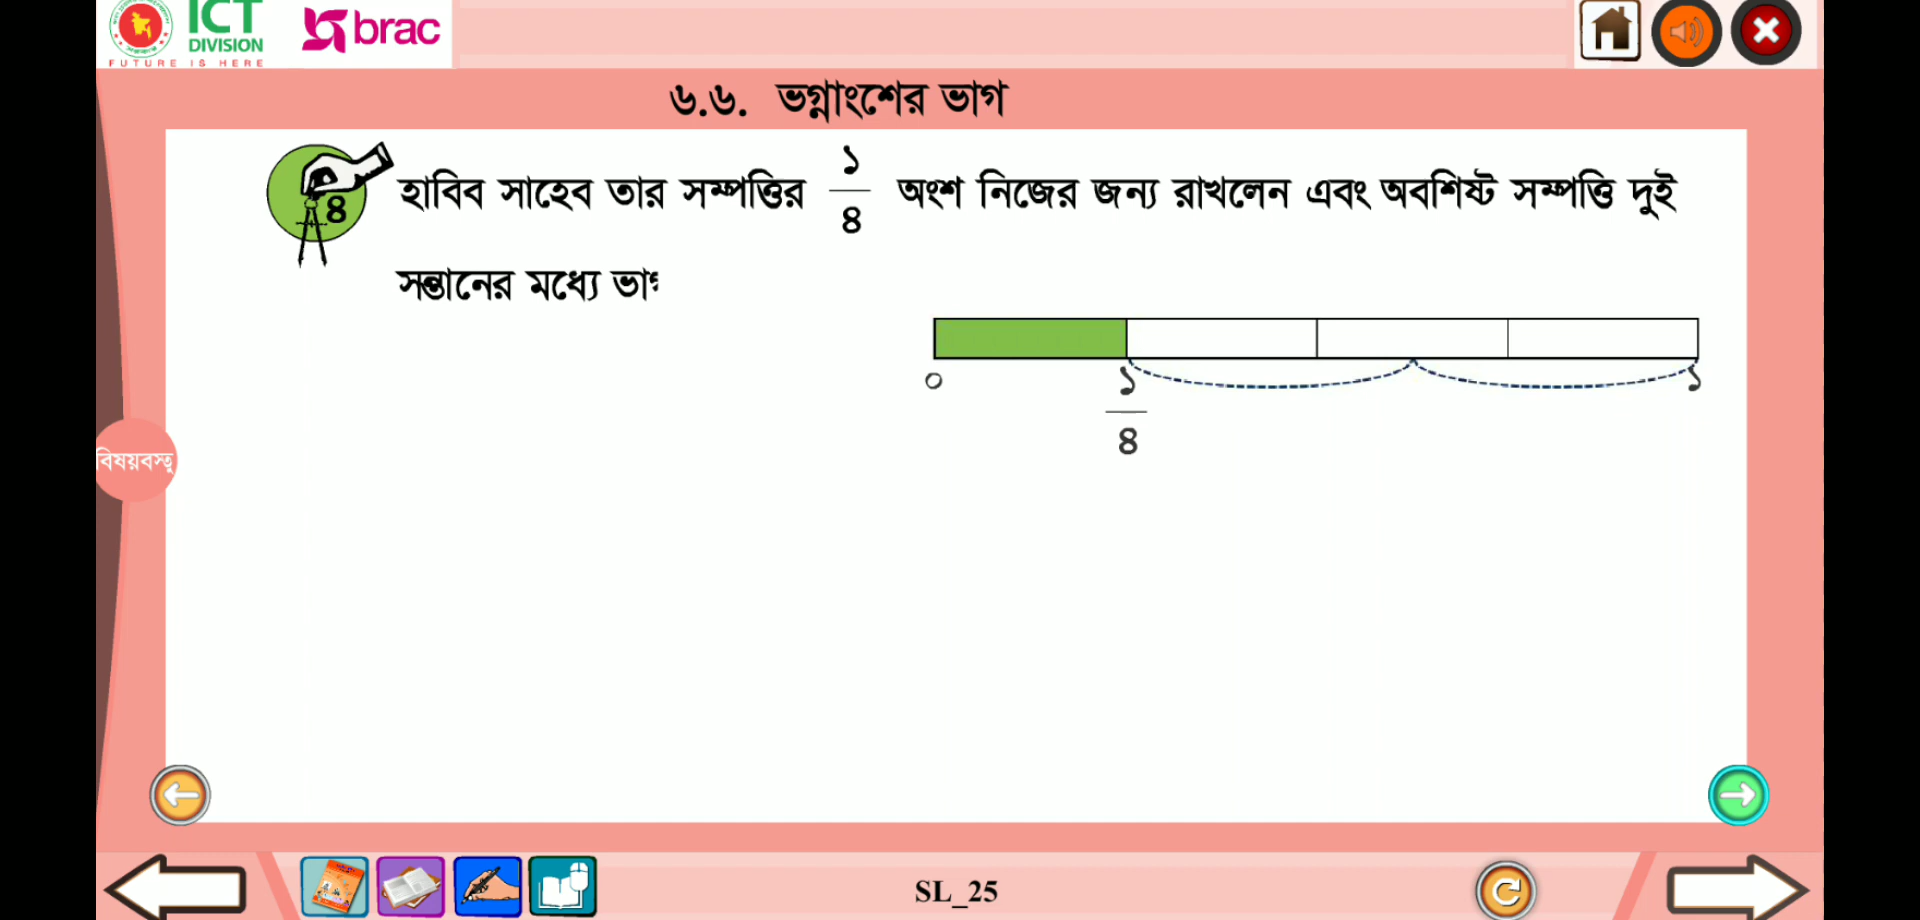 ICT
DIVISION
FUTURE IS HERE
brac
৬.৬. ভগ্নাংশের ভাগ
৪
হাবিব সাহেব তার সম্পত্তির ১/৪ অংশ নিজের জন্য রাখলেন এবং অবশিষ্ট সম্পত্তি দুই
সন্তানের মধ্যে
০
১/৪
১
বিষয়বস্তু
SL_25